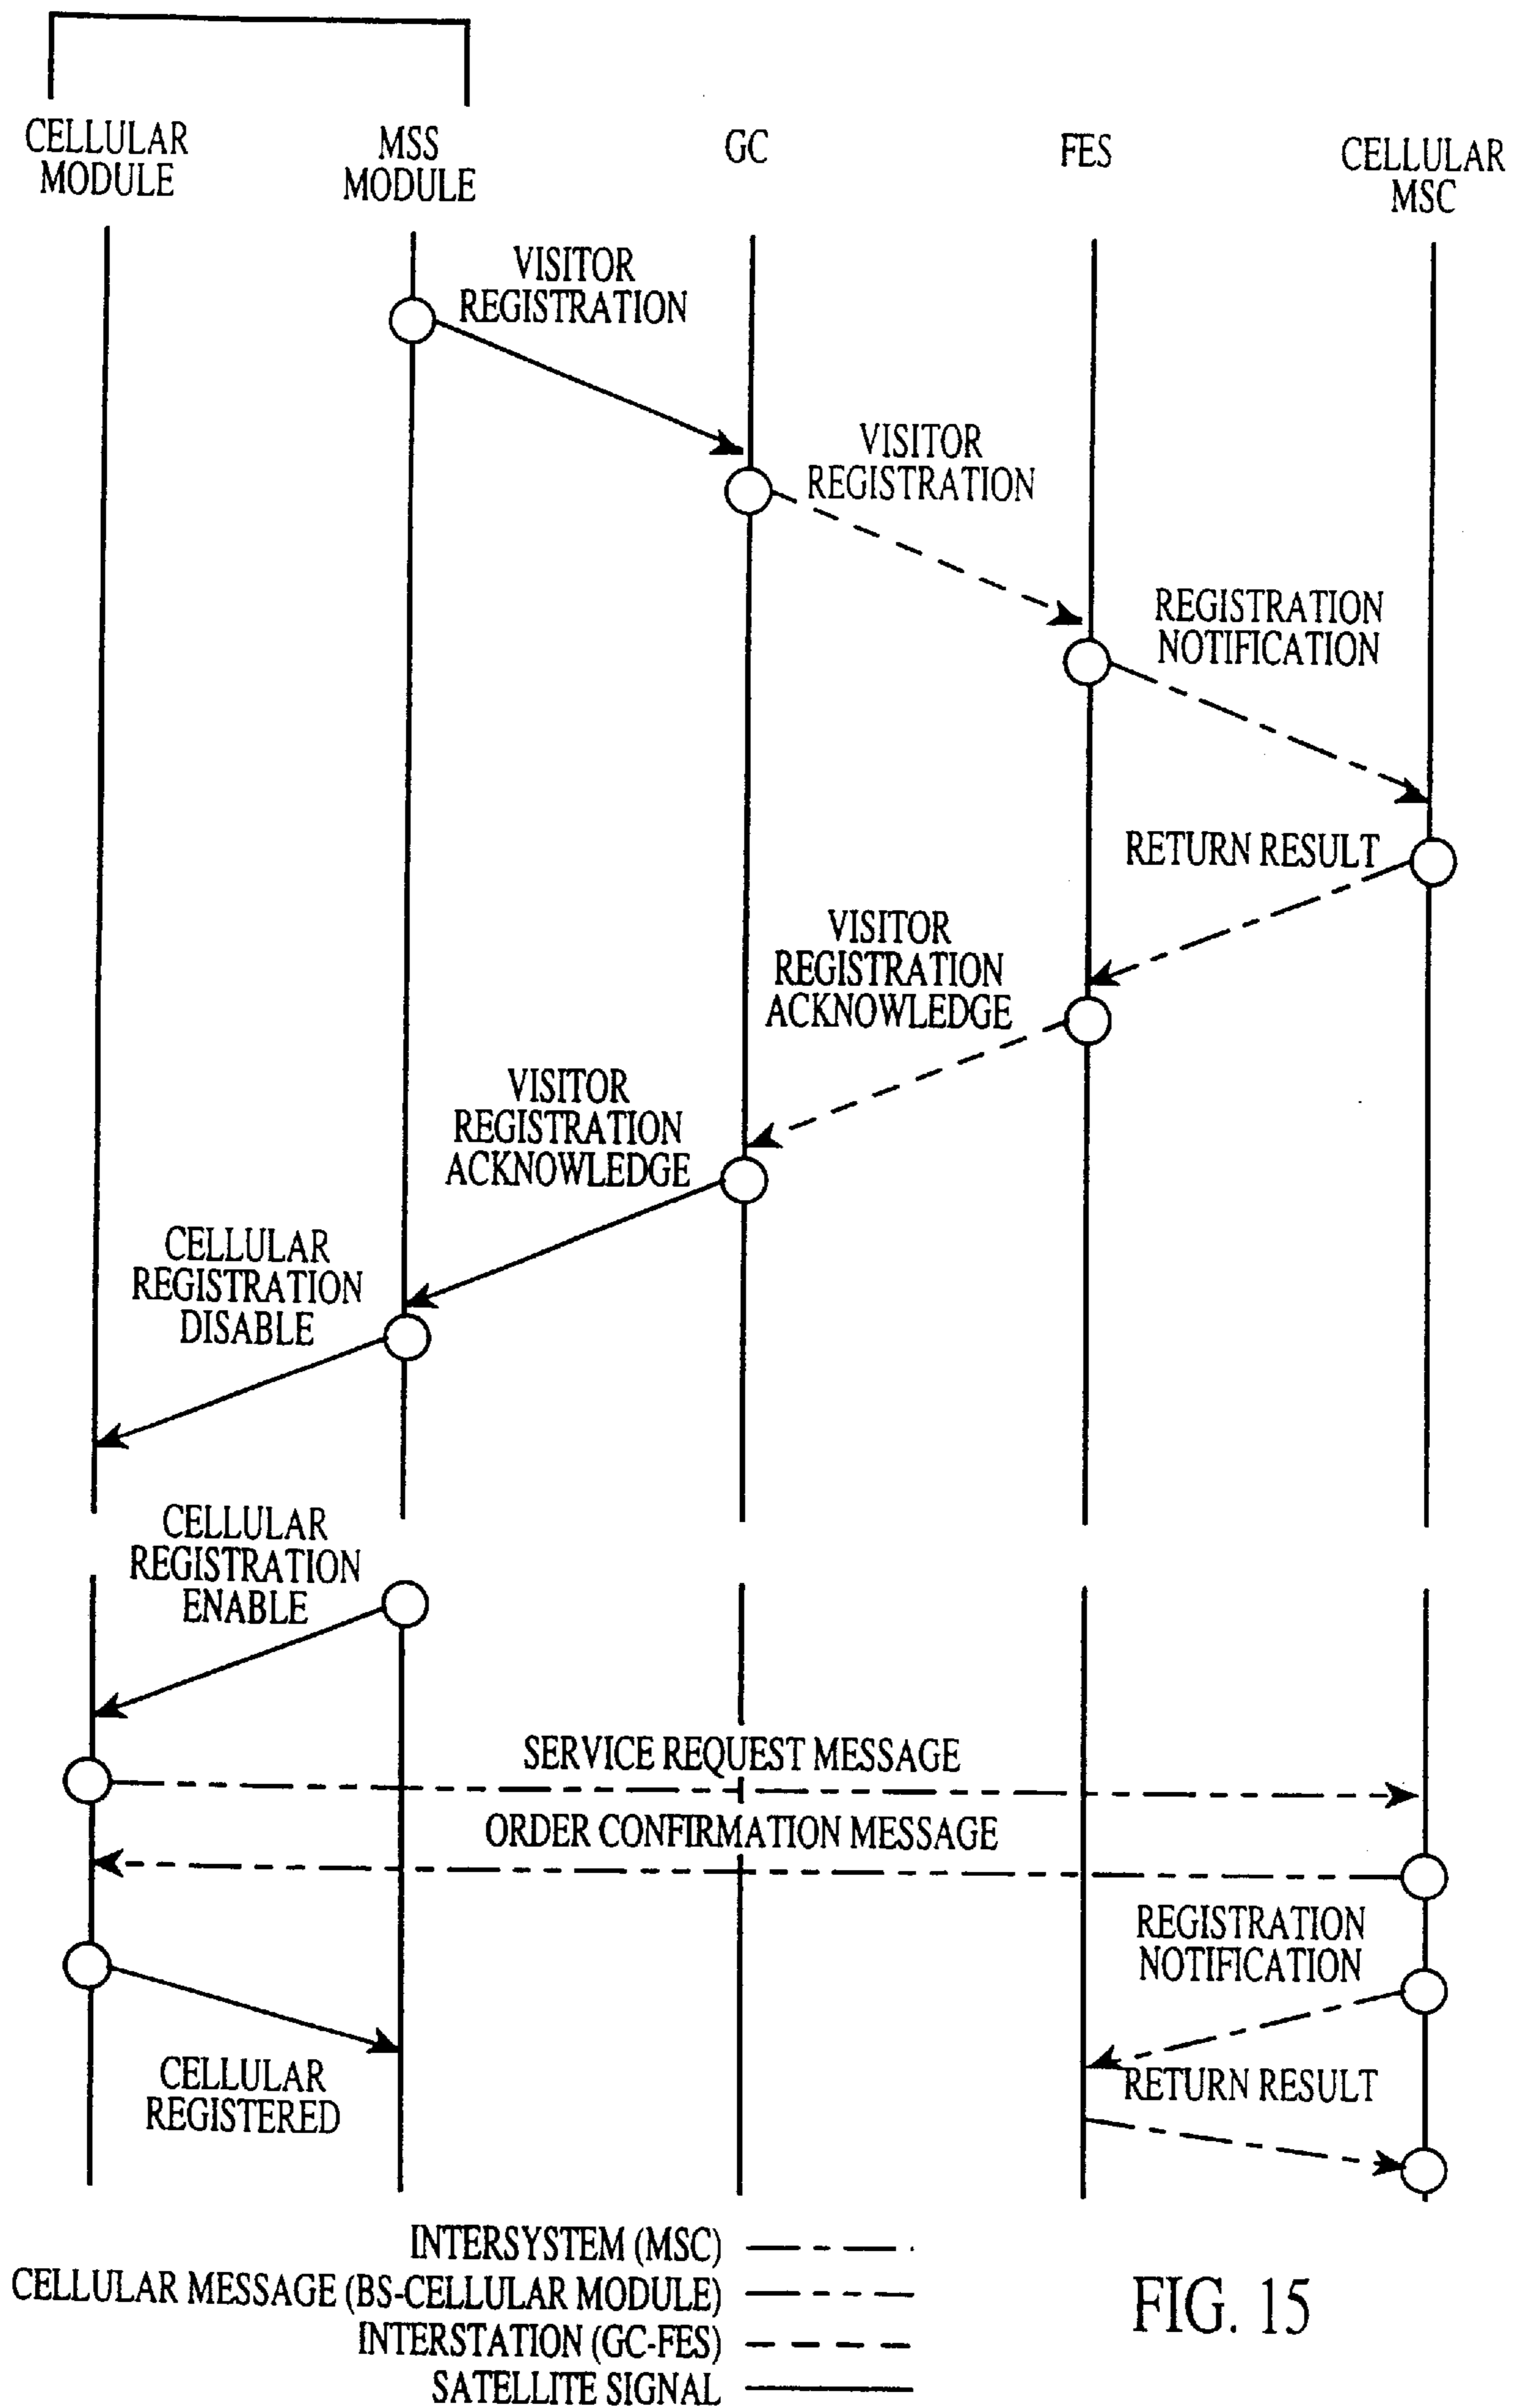 CELLULAR
MODULE
MSS
MODULE
GC
FES
CELLULAR
MSC
VISITOR
REGISTRATION
VISITOR
REGISTRATION
REGISTRATION
NOTIFICATION
RETURN RESULT
VISITOR
REGISTRATION
ACKNOWLEDGE
VISITOR
REGISTRATION
ACKNOWLEDGE
CELLULAR
REGISTRATION
DISABLE
CELLULAR
REGISTRATION
ENABLE
SERVICE REQUEST MESSAGE
ORDER CONFIRMATION MESSAGE
REGISTRATION
NOTIFICATION
RETURN RESULT
CELLULAR
REGISTERED
INTERSYSTEM (MSC)
CELLULAR MESSAGE (BS-CELLULAR MODULE)
INTERSTATION (GC-FES)
SATELLITE SIGNAL
FIG. 15